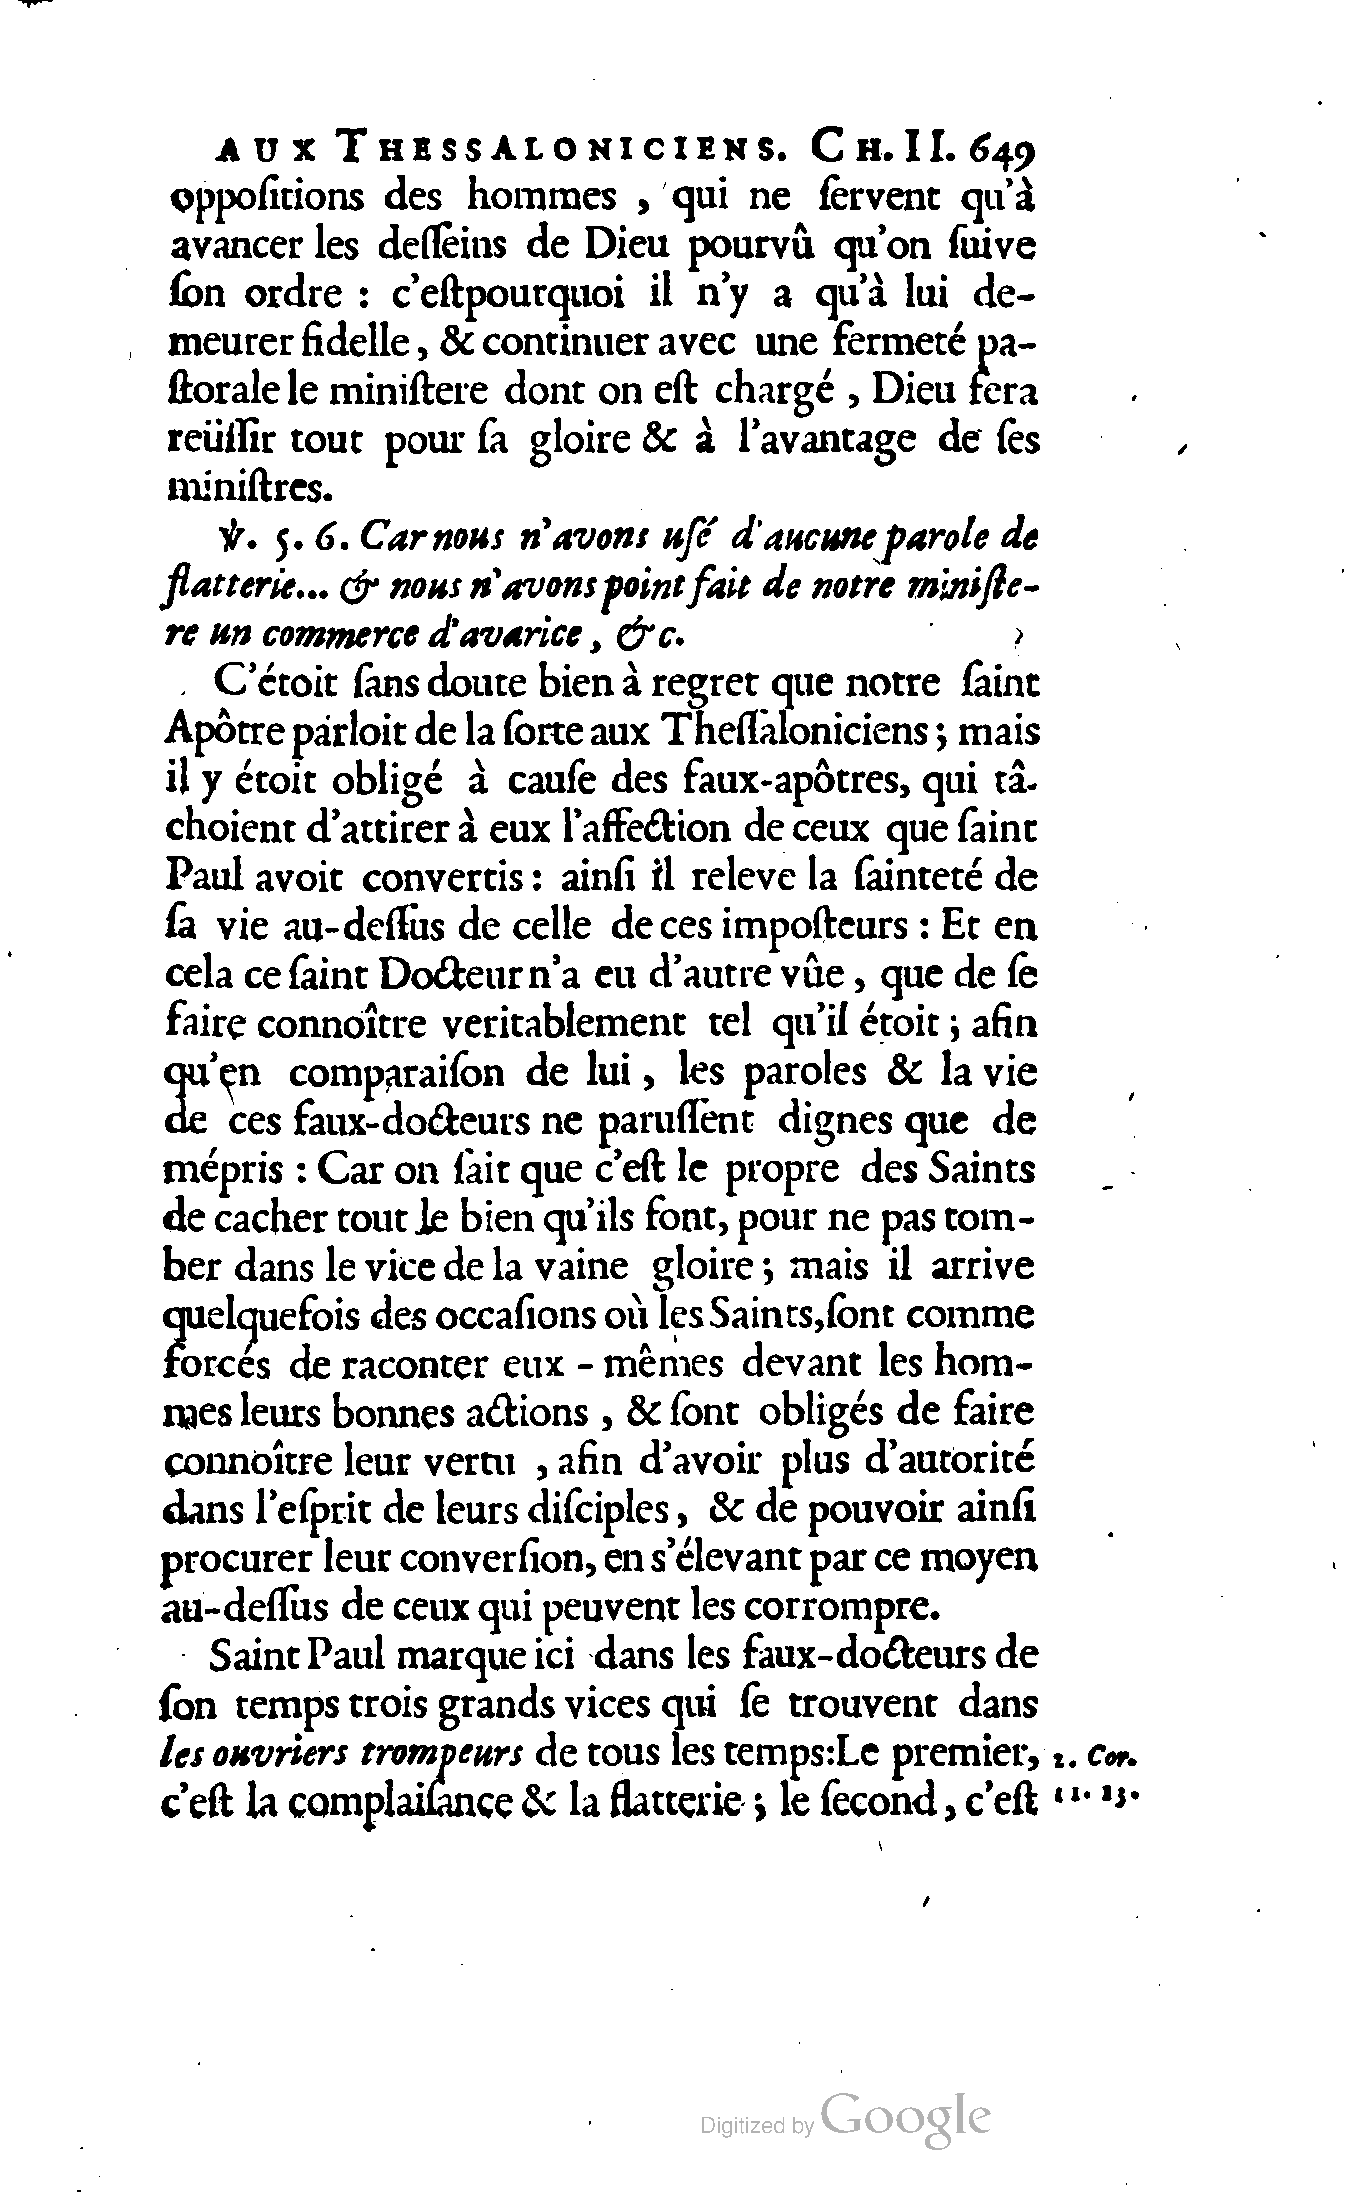 AUX THESSALONICIENS. CH. II. 649
oppoſitions des hommes , qui ne ſervent qu'à
avancer les deſſeins de Dieu pourvû qu'on ſuive
ſon ordre : c'eſtpourquoi il n'y a qu'à lui de-
meurer fidelle, & continuer avec une fermeté pa-
ſtorale le miniſtere dont on eſt chargé , Dieu fera
reüſſir tout pour ſa gloire & à l'avantage de ſes
miniſtres.
℣. 5. 6. Car nous n'avons uſé d'aucune parole de
flatterie... & nous n'avons point fait de notre miniſte-
re un commerce d'avarice, &c.
C'étoit ſans doute bien à regret que notre ſaint
Apôtre parloit de la ſorte aux Theſſaloniciens ; mais
il y étoit obligé à cauſe des faux-apôtres, qui tâ-
choient d'attirer à eux l'affection de ceux que ſaint
Paul avoit convertis : ainſi il releve la ſainteté de
ſa vie au-deſſus de celle de ces impoſteurs : Et en
cela ce ſaint Docteur n'a eu d'autre vûe, que de ſe
faire connoître veritablement tel qu'il étoit ; afin
qu'en comparaiſon de lui, les paroles & la vie
de ces faux-docteurs ne paruſſent dignes que de
mépris : Car on ſait que c'eſt le propre des Saints
de cacher tout le bien qu'ils font, pour ne pas tom-
ber dans le vice de la vaine gloire ; mais il arrive
quelquefois des occaſions où les Saints, ſont comme
forcés de raconter eux - mêmes devant les hom-
mes leurs bonnes actions , & ſont obligés de faire
connoître leur vertu , afin d'avoir plus d'autorité
dans l'eſprit de leurs diſciples, & de pouvoir ainſi
procurer leur converſion, en s'élevant par ce moyen
au-deſſus de ceux qui peuvent les corrompre.
Saint Paul marque ici dans les faux-docteurs de
ſon temps trois grands vices qui ſe trouvent dans
les ouvriers trompeurs de tous les temps: Le premier, 2. Cor.
c'eſt la complaiſance & la flatterie ; le ſecond, c'eſt 11. 13.
Digitized by Google